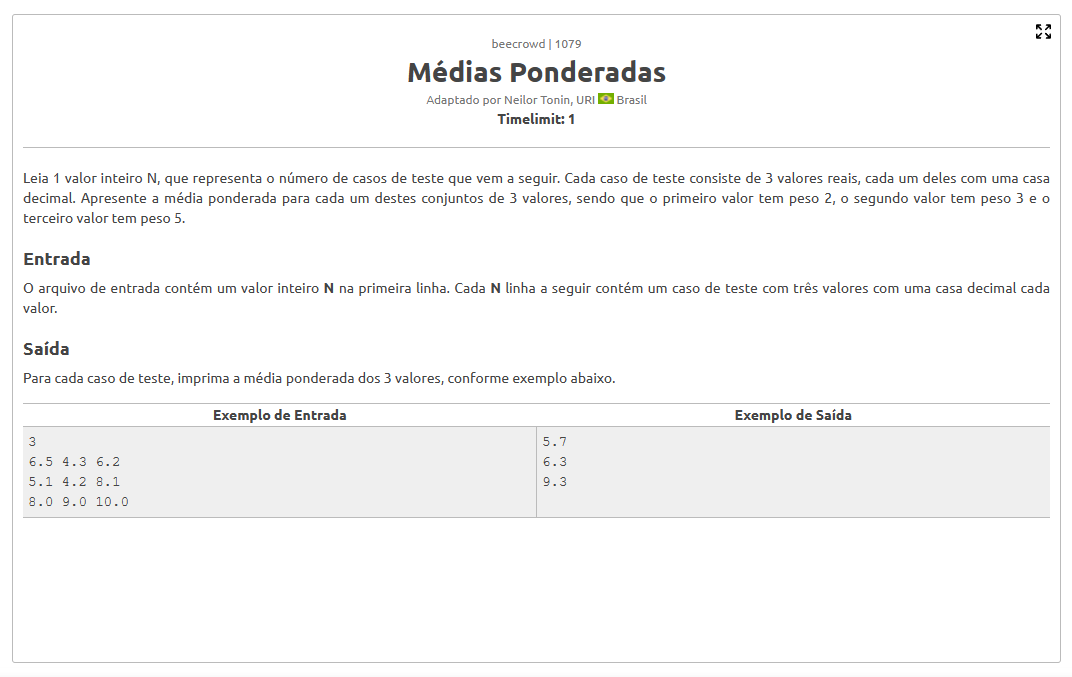 beecrowd | 1079
Médias Ponderadas
Adaptado por Neilor Tonin, URI Brasil
Timelimit: 1
Leia 1 valor inteiro N, que representa o número de casos de teste que vem a seguir. Cada caso de teste consiste de 3 valores reais, cada um deles com uma casa
decimal. Apresente a média ponderada para cada um destes conjuntos de 3 valores, sendo que o primeiro valor tem peso 2, o segundo valor tem peso 3 e o
terceiro valor tem peso 5.
Entrada
O arquivo de entrada contém um valor inteiro N na primeira linha. Cada N linha a seguir contém um caso de teste com três valores com uma casa decimal cada
valor.
Saída
Para cada caso de teste, imprima a média ponderada dos 3 valores, conforme exemplo abaixo.
Exemplo de Entrada
3
6.5 4.3 6.2
5.1 4.2 8.1
8.0 9.0 10.0
Exemplo de Saída
5.7
6.3
9.3